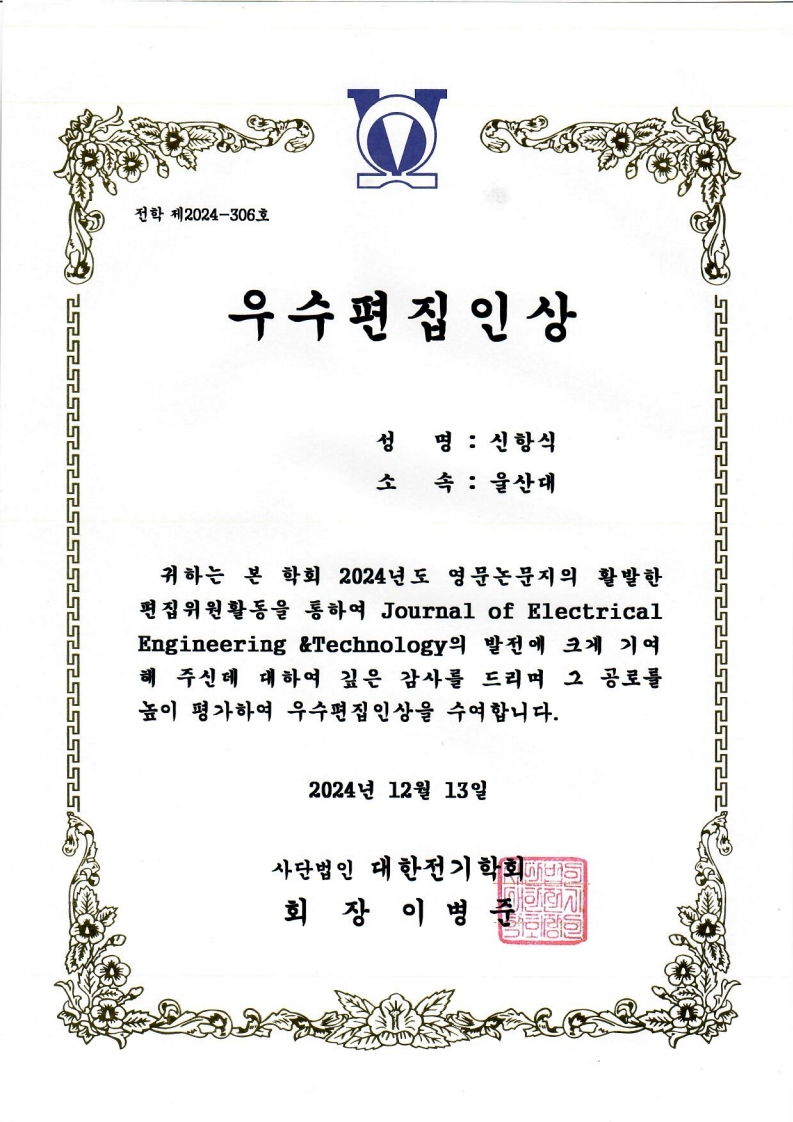 전학 제2024-306호
우수편집인상
성 명 : 신항식
소 속 : 울산대
귀하는 본 학회 2024년도 영문논문지의 활발한
편집위원활동을 통하여 Journal of Electrical
Engineering &Technology의 발전에 크게 기여
해 주신데 대하여 깊은 감사를 드리며 그 공로를
높이 평가하여 우수편집인상을 수여합니다.
2024년 12월 13일
사단법인 대한전기학회
회 장 이 병 준